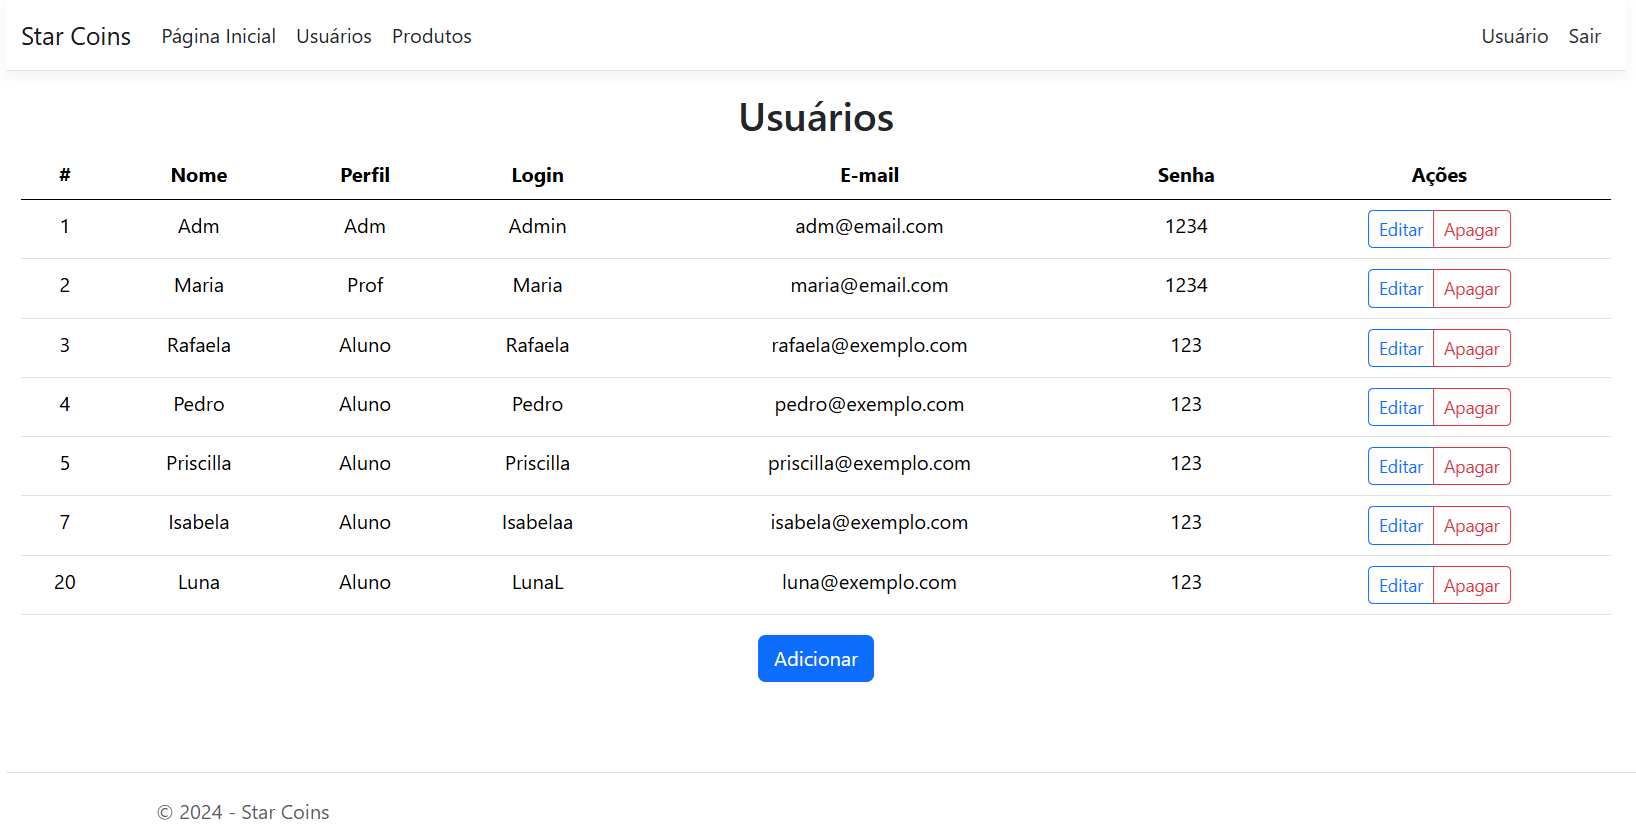 Star Coins Página Inicial Usuários Produtos Usuário Sair
Usuários
# Nome Perfil Login E-mail Senha Ações
1 Adm Adm Admin adm@email.com 1234 Editar Apagar
2 Maria Prof Maria maria@email.com 1234 Editar Apagar
3 Rafaela Aluno Rafaela rafaela@exemplo.com 123 Editar Apagar
4 Pedro Aluno Pedro pedro@exemplo.com 123 Editar Apagar
5 Priscilla Aluno Priscilla priscilla@exemplo.com 123 Editar Apagar
7 Isabela Aluno Isabelaa isabela@exemplo.com 123 Editar Apagar
20 Luna Aluno LunaL luna@exemplo.com 123 Editar Apagar
Adicionar
© 2024 - Star Coins